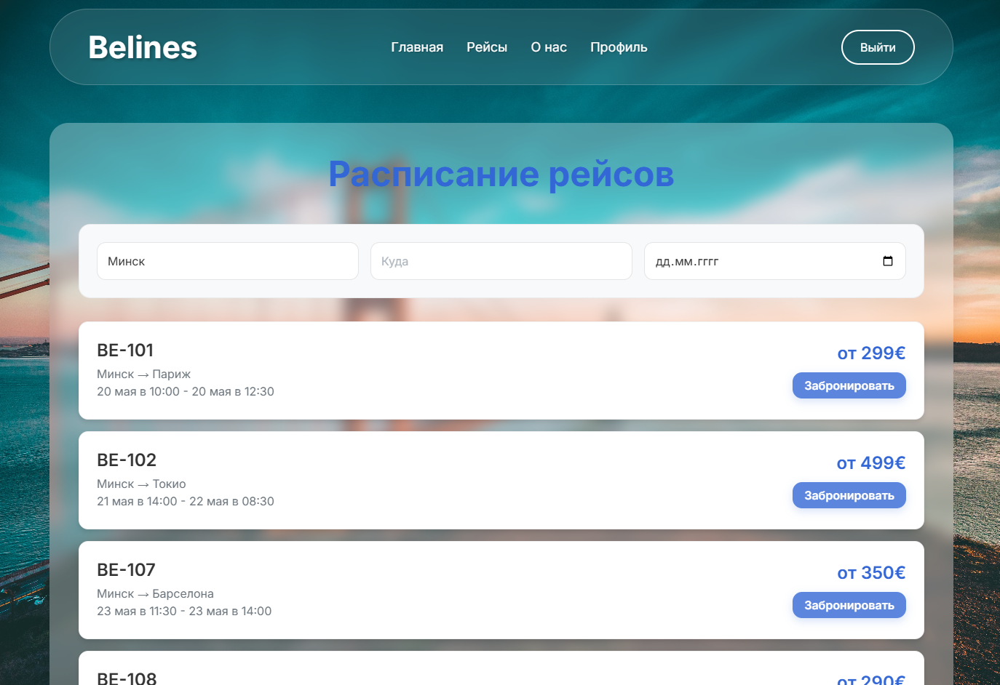 Belines
Главная Рейсы О нас Профиль
Выйти
Расписание рейсов
Минск
Куда
дд.мм.гггг
BE-101
Минск → Париж
20 мая в 10:00 - 20 мая в 12:30
от 299€
Забронировать
BE-102
Минск → Токио
21 мая в 14:00 - 22 мая в 08:30
от 499€
Забронировать
BE-107
Минск → Барселона
23 мая в 11:30 - 23 мая в 14:00
от 350€
Забронировать
BE-108
от 290€